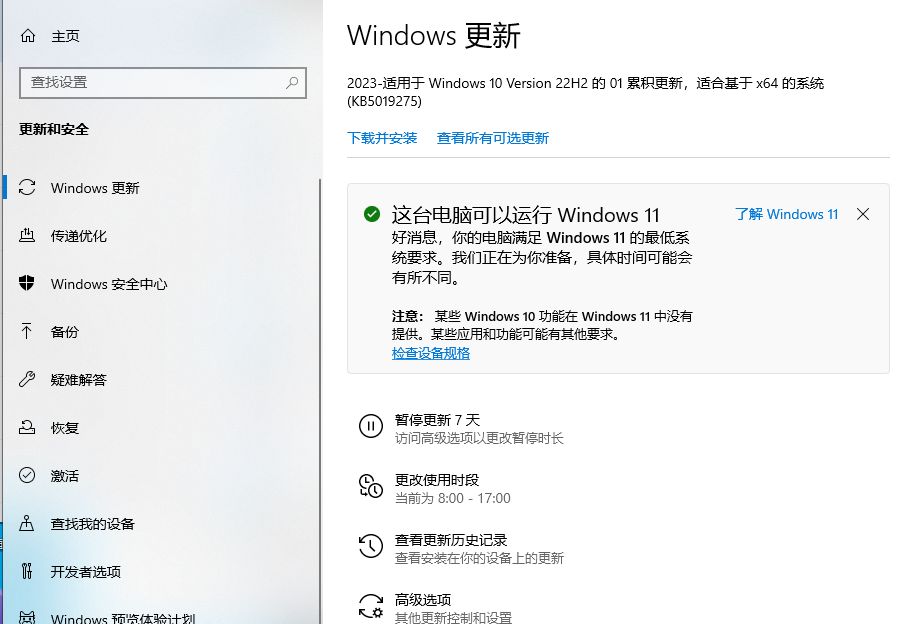 主页
查找设置
更新和安全
Windows 更新
传递优化
Windows 安全中心
备份
疑难解答
恢复
激活
查找我的设备
开发者选项
Windows 预览体验计划
Windows 更新
2023-适用于 Windows 10 Version 22H2 的 01 累积更新，适合基于 x64 的系统
(KB5019275)
下载并安装 查看所有可选更新
这台电脑可以运行 Windows 11
了解 Windows 11
好消息，你的电脑满足 Windows 11 的最低系
统要求。我们正在为你准备，具体时间可能会
有所不同。
注意： 某些 Windows 10 功能在 Windows 11 中没有
提供。某些应用和功能可能有其他要求。
检查设备规格
暂停更新 7 天
访问高级选项以更改暂停时长
更改使用时段
当前为 8:00 - 17:00
查看更新历史记录
查看安装在你的设备上的更新
高级选项
其他更新控制和设置